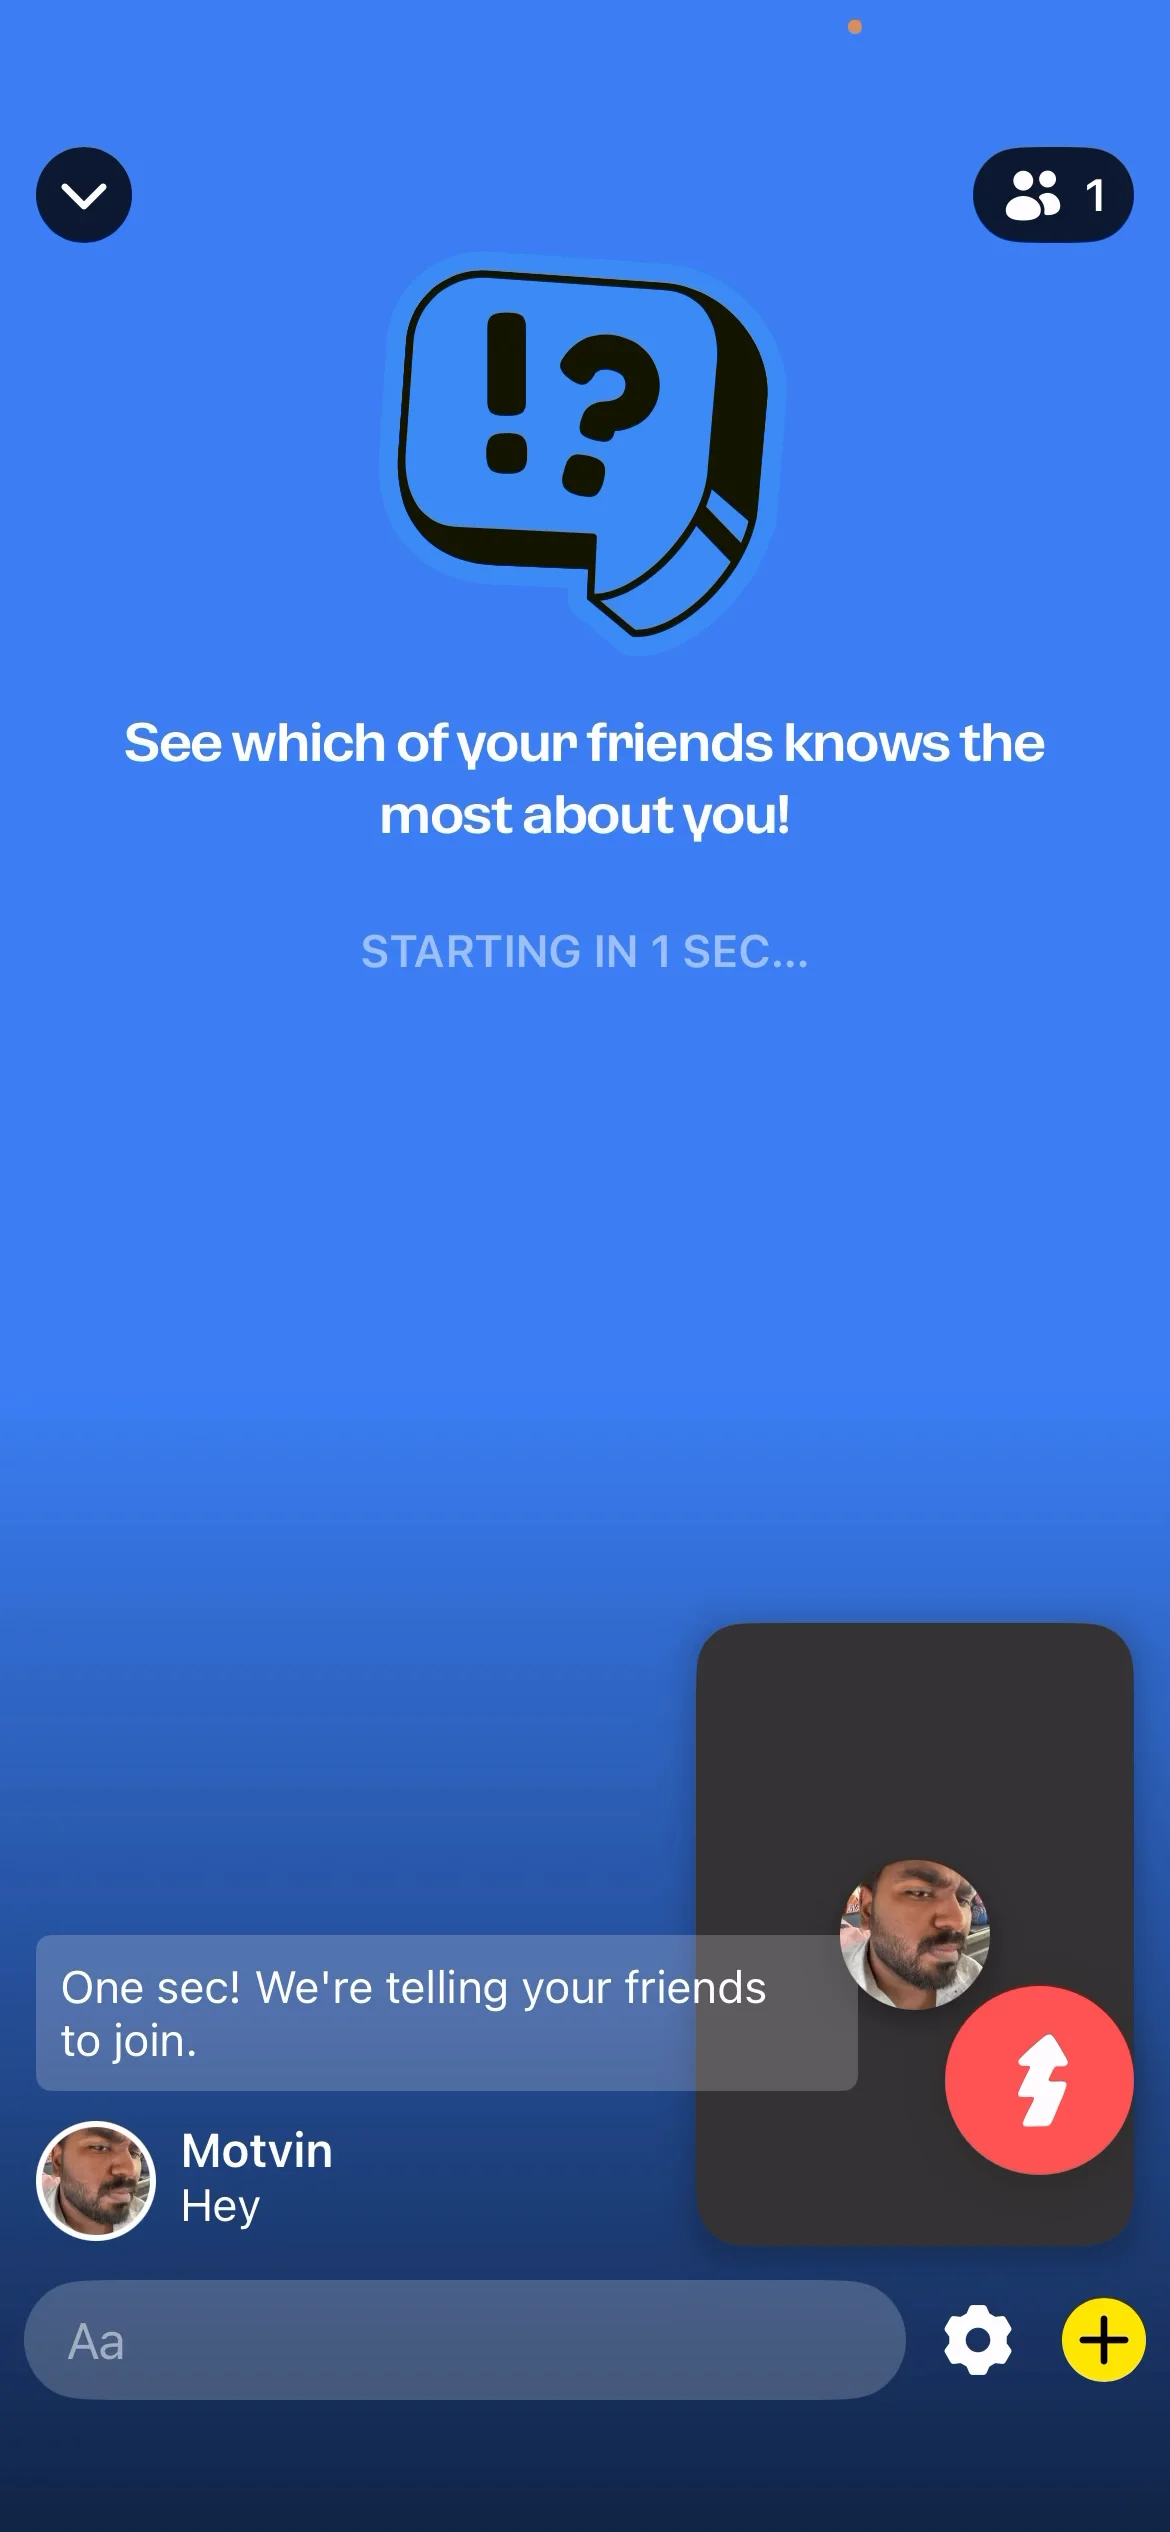 1
!?
See which of your friends knows the
most about you!
STARTING IN 1 SEC...
One sec! We're telling your friends
to join.
Motvin
Hey
Aa